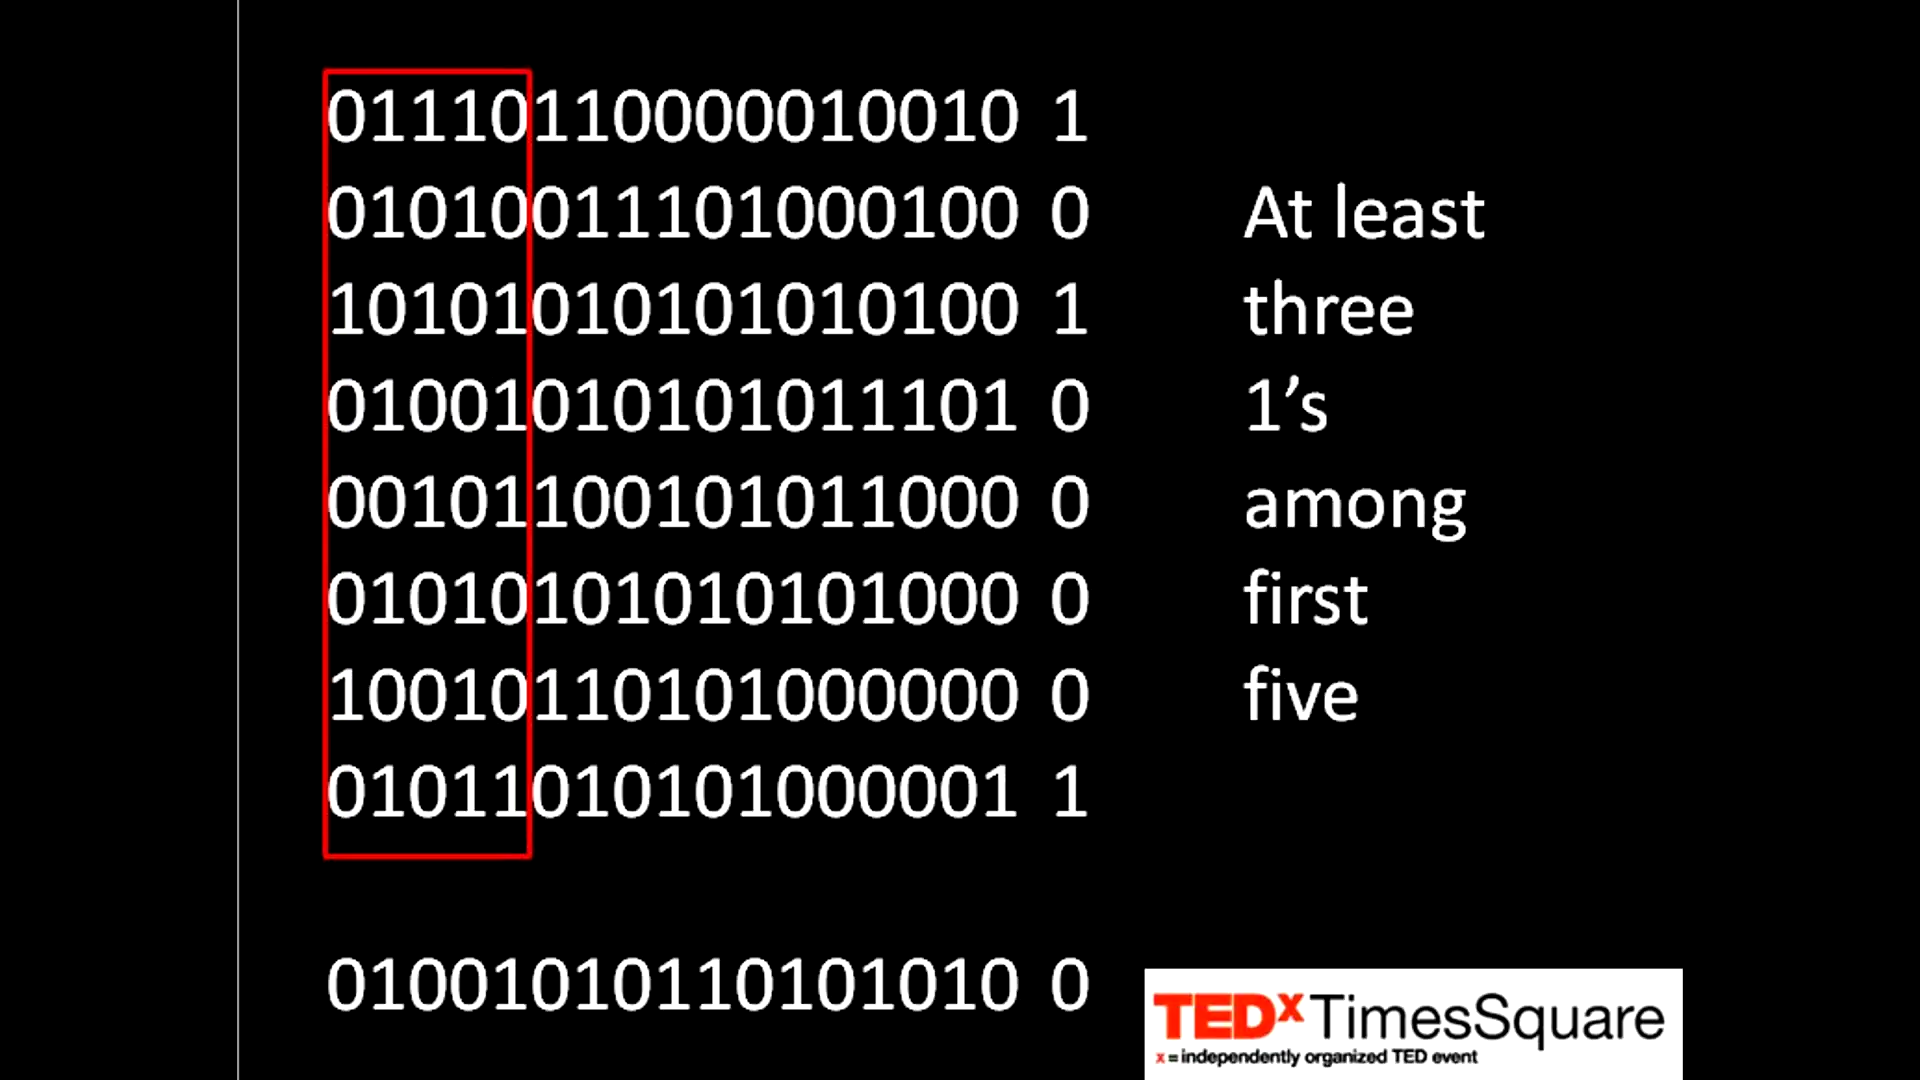 01110110000010010 1
01010011101000100 0
10101010101010100 1
01001010101011101 0
00101100101011000 0
01010101010101000 0
10010110101000000 0
01011010101000001 1
01001010110101010 0
At least
three
1’s
among
first
five
TEDx TimesSquare
x = independently organized TED event